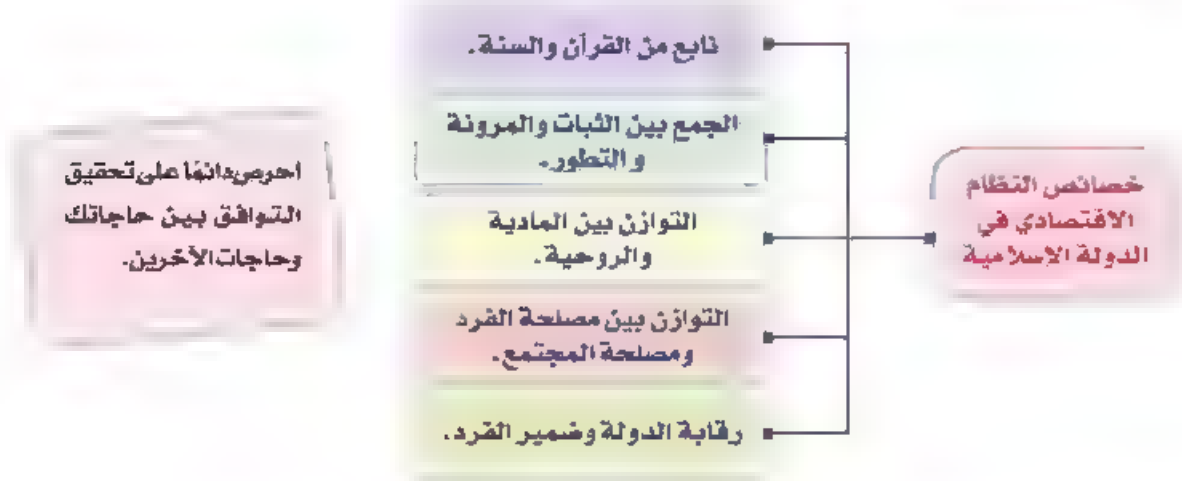 خصائص النظام
الاقتصادي في
الدولة الإسلامية
نابع من القرآن والسنة.
الجمع بين الثبات والمرونة
والتطور.
التوازن بين المادية
والروحية.
التوازن بين مصلحة الفرد
ومصلحة المجتمع.
رقابة الدولة وضمير الفرد.
احرص دائمًا على تحقيق
التوافق بين حاجاتك
وحاجات الآخرين.